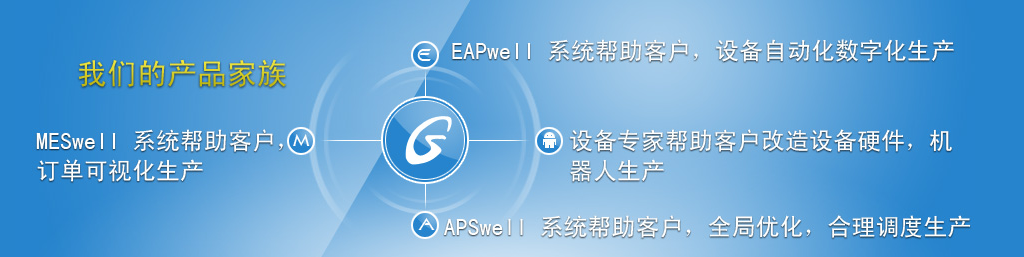 我们的产品家族
EAPwell 系统帮助客户，设备自动化数字化生产
MESwell 系统帮助客户，
订单可视化生产
设备专家帮助客户改造设备硬件，机
器人生产
APSwell 系统帮助客户，全局优化，合理调度生产